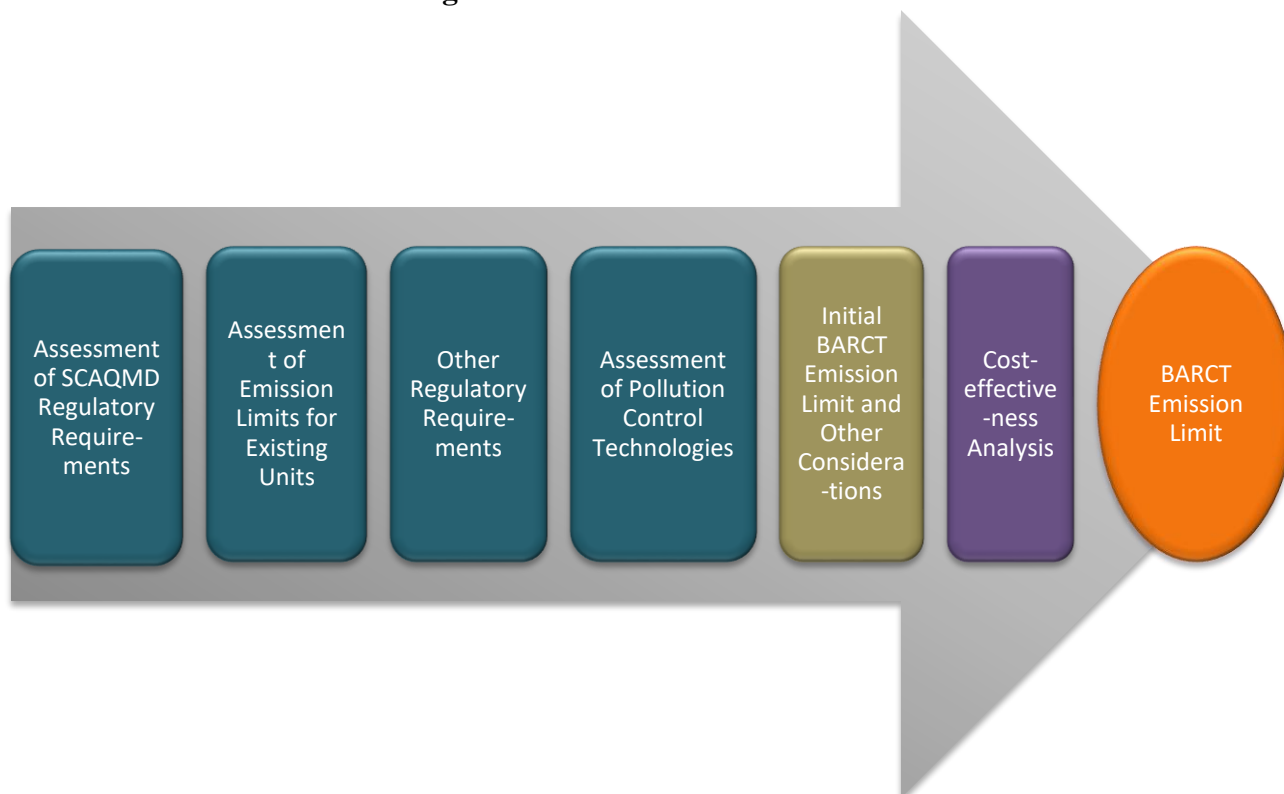 Assessment
of SCAQMD
Regulatory
Require-
ments
Assessmen
t of
Emission
Limits for
Existing
Units
Other
Regulatory
Require-
ments
Assessment
of Pollution
Control
Technologies
Initial
BARCT
Emission
Limit and
Other
Considera
-tions
Cost-
effective
-ness
Analysis
BARCT
Emission
Limit